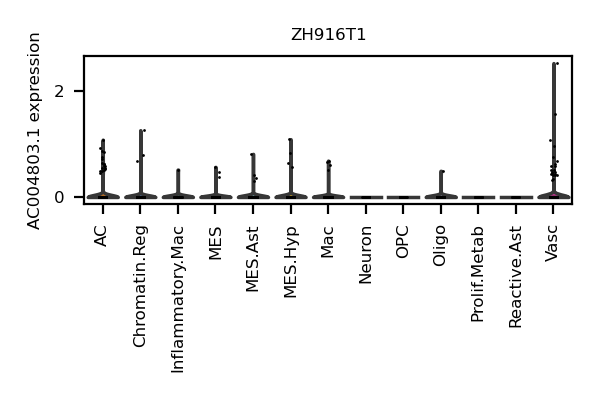 ZH916T1
AC004803.1 expression
2
0
AC
Chromatin.Reg
Inflammatory.Mac
MES
MES.Ast
MES.Hyp
Mac
Neuron
OPC
Oligo
Prolif.Metab
Reactive.Ast
Vasc